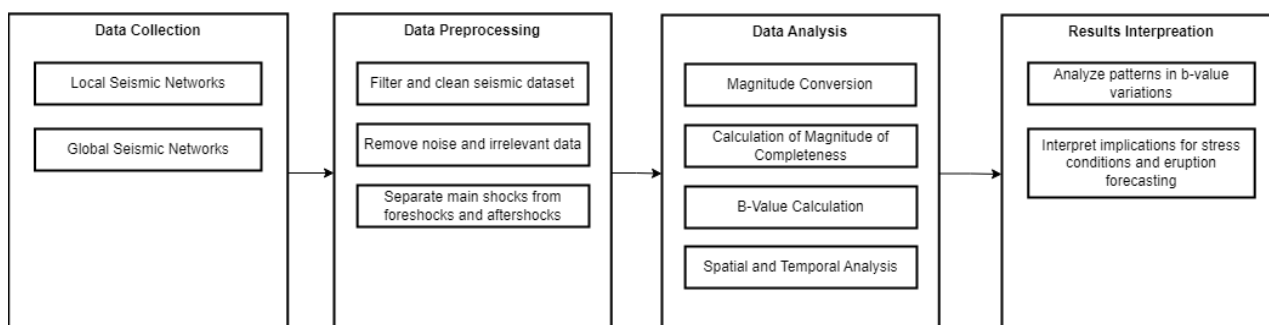 Data Collection
Local Seismic Networks
Global Seismic Networks
Data Preprocessing
Filter and clean seismic dataset
Remove noise and irrelevant data
Separate main shocks from
foreshocks and aftershocks
Data Analysis
Magnitude Conversion
Calculation of Magnitude of
Completeness
B-Value Calculation
Spatial and Temporal Analysis
Results Interpreation
Analyze patterns in b-value
variations
Interpret implications for stress
conditions and eruption
forecasting